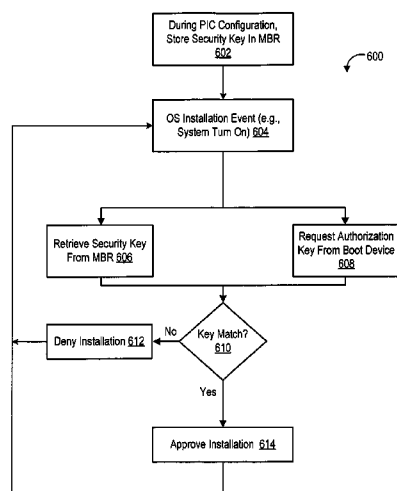 During PIC Configuration,
Store Security Key In MBR
602
600
OS Installation Event (e.g.,
System Turn On) 604
Retrieve Security Key
From MBR 606
Request Authorization
Key From Boot Device
608
Key Match?
610
No
Deny Installation 612
Yes
Approve Installation 614